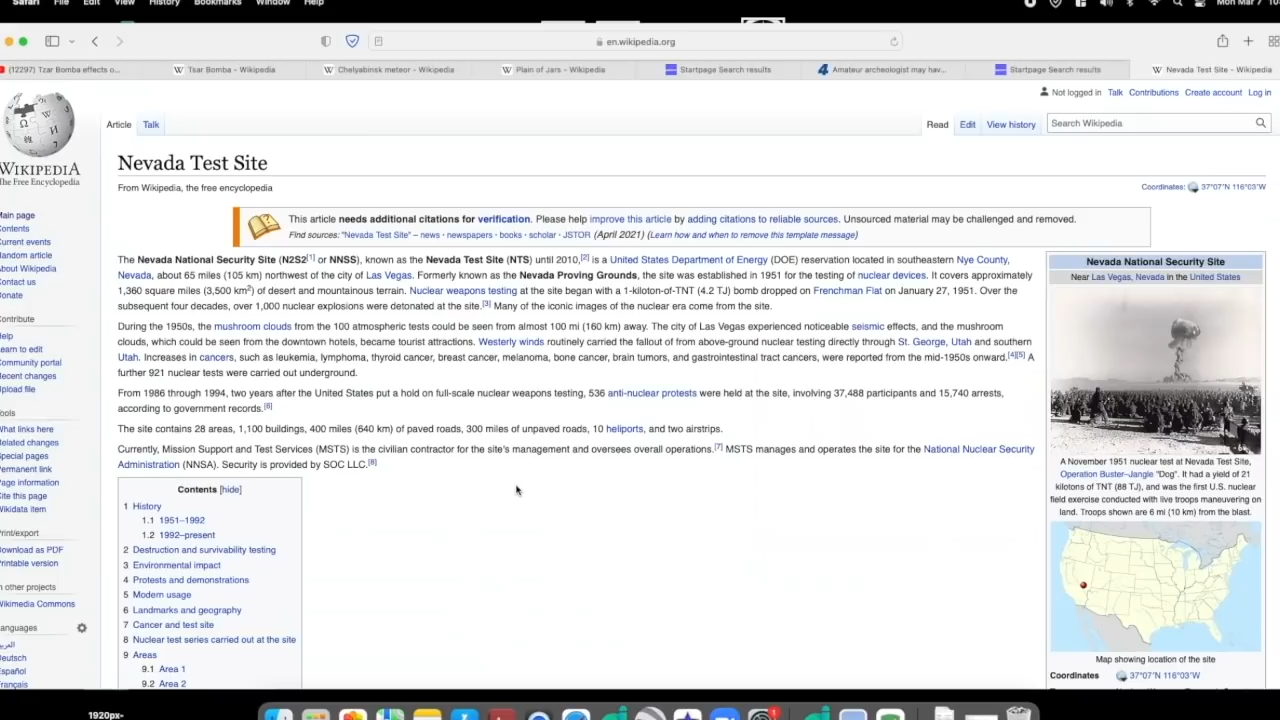 Safari File Edit View History Bookmarks Window Help
Mon Mar 7
en.wikipedia.org
(12297) Tzar Bomba effects o...
Tsar Bomba – Wikipedia
Chelyabinsk meteor – Wikipedia
Plain of Jars – Wikipedia
Startpage Search results
Amateur archeologist may hav...
Startpage Search results
Nevada Test Site – Wikipedia
Not logged in Talk Contributions Create account Log in
Article Talk
Read Edit View history Search Wikipedia
WIKIPEDIA
The Free Encyclopedia
Main page
Contents
Current events
Random article
About Wikipedia
Contact us
Donate
Contribute
Help
Learn to edit
Community portal
Recent changes
Upload file
Tools
What links here
Related changes
Special pages
Permanent link
Page information
Cite this page
Wikidata item
Print/export
Download as PDF
Printable version
In other projects
Wikimedia Commons
Languages
العربية
Deutsch
Español
Français
Nevada Test Site
From Wikipedia, the free encyclopedia
Coordinates: 37°07′N 116°03′W
This article needs additional citations for verification. Please help improve this article by adding citations to reliable sources. Unsourced material may be challenged and removed.
Find sources: "Nevada Test Site" – news · newspapers · books · scholar · JSTOR (April 2021) (Learn how and when to remove this template message)
The Nevada National Security Site (N2S2[1] or NNSS), known as the Nevada Test Site (NTS) until 2010,[2] is a United States Department of Energy (DOE) reservation located in southeastern Nye County,
Nevada, about 65 miles (105 km) northwest of the city of Las Vegas. Formerly known as the Nevada Proving Grounds, the site was established in 1951 for the testing of nuclear devices. It covers approximately
1,360 square miles (3,500 km²) of desert and mountainous terrain. Nuclear weapons testing at the site began with a 1-kiloton-of-TNT (4.2 TJ) bomb dropped on Frenchman Flat on January 27, 1951. Over the
subsequent four decades, over 1,000 nuclear explosions were detonated at the site.[3] Many of the iconic images of the nuclear era come from the site.
During the 1950s, the mushroom clouds from the 100 atmospheric tests could be seen from almost 100 mi (160 km) away. The city of Las Vegas experienced noticeable seismic effects, and the mushroom
clouds, which could be seen from the downtown hotels, became tourist attractions. Westerly winds routinely carried the fallout of from above-ground nuclear testing directly through St. George, Utah and southern
Utah. Increases in cancers, such as leukemia, lymphoma, thyroid cancer, breast cancer, melanoma, bone cancer, brain tumors, and gastrointestinal tract cancers, were reported from the mid-1950s onward.[4][5] A
further 921 nuclear tests were carried out underground.
From 1986 through 1994, two years after the United States put a hold on full-scale nuclear weapons testing, 536 anti-nuclear protests were held at the site, involving 37,488 participants and 15,740 arrests,
according to government records.[6]
The site contains 28 areas, 1,100 buildings, 400 miles (640 km) of paved roads, 300 miles of unpaved roads, 10 heliports, and two airstrips.
Currently, Mission Support and Test Services (MSTS) is the civilian contractor for the site's management and oversees overall operations.[7] MSTS manages and operates the site for the National Nuclear Security
Administration (NNSA). Security is provided by SOC LLC.[8]
Contents [hide]
1 History
1.1 1951–1992
1.2 1992–present
2 Destruction and survivability testing
3 Environmental impact
4 Protests and demonstrations
5 Modern usage
6 Landmarks and geography
7 Cancer and test site
8 Nuclear test series carried out at the site
9 Areas
9.1 Area 1
9.2 Area 2
Nevada National Security Site
Near Las Vegas, Nevada in the United States
A November 1951 nuclear test at Nevada Test Site,
Operation Buster–Jangle "Dog". It had a yield of 21
kilotons of TNT (88 TJ), and was the first U.S. nuclear
field exercise conducted with live troops maneuvering on
land. Troops shown are 6 mi (10 km) from the blast.
Map showing location of the site
Coordinates 37°07′N 116°03′W
1920px-